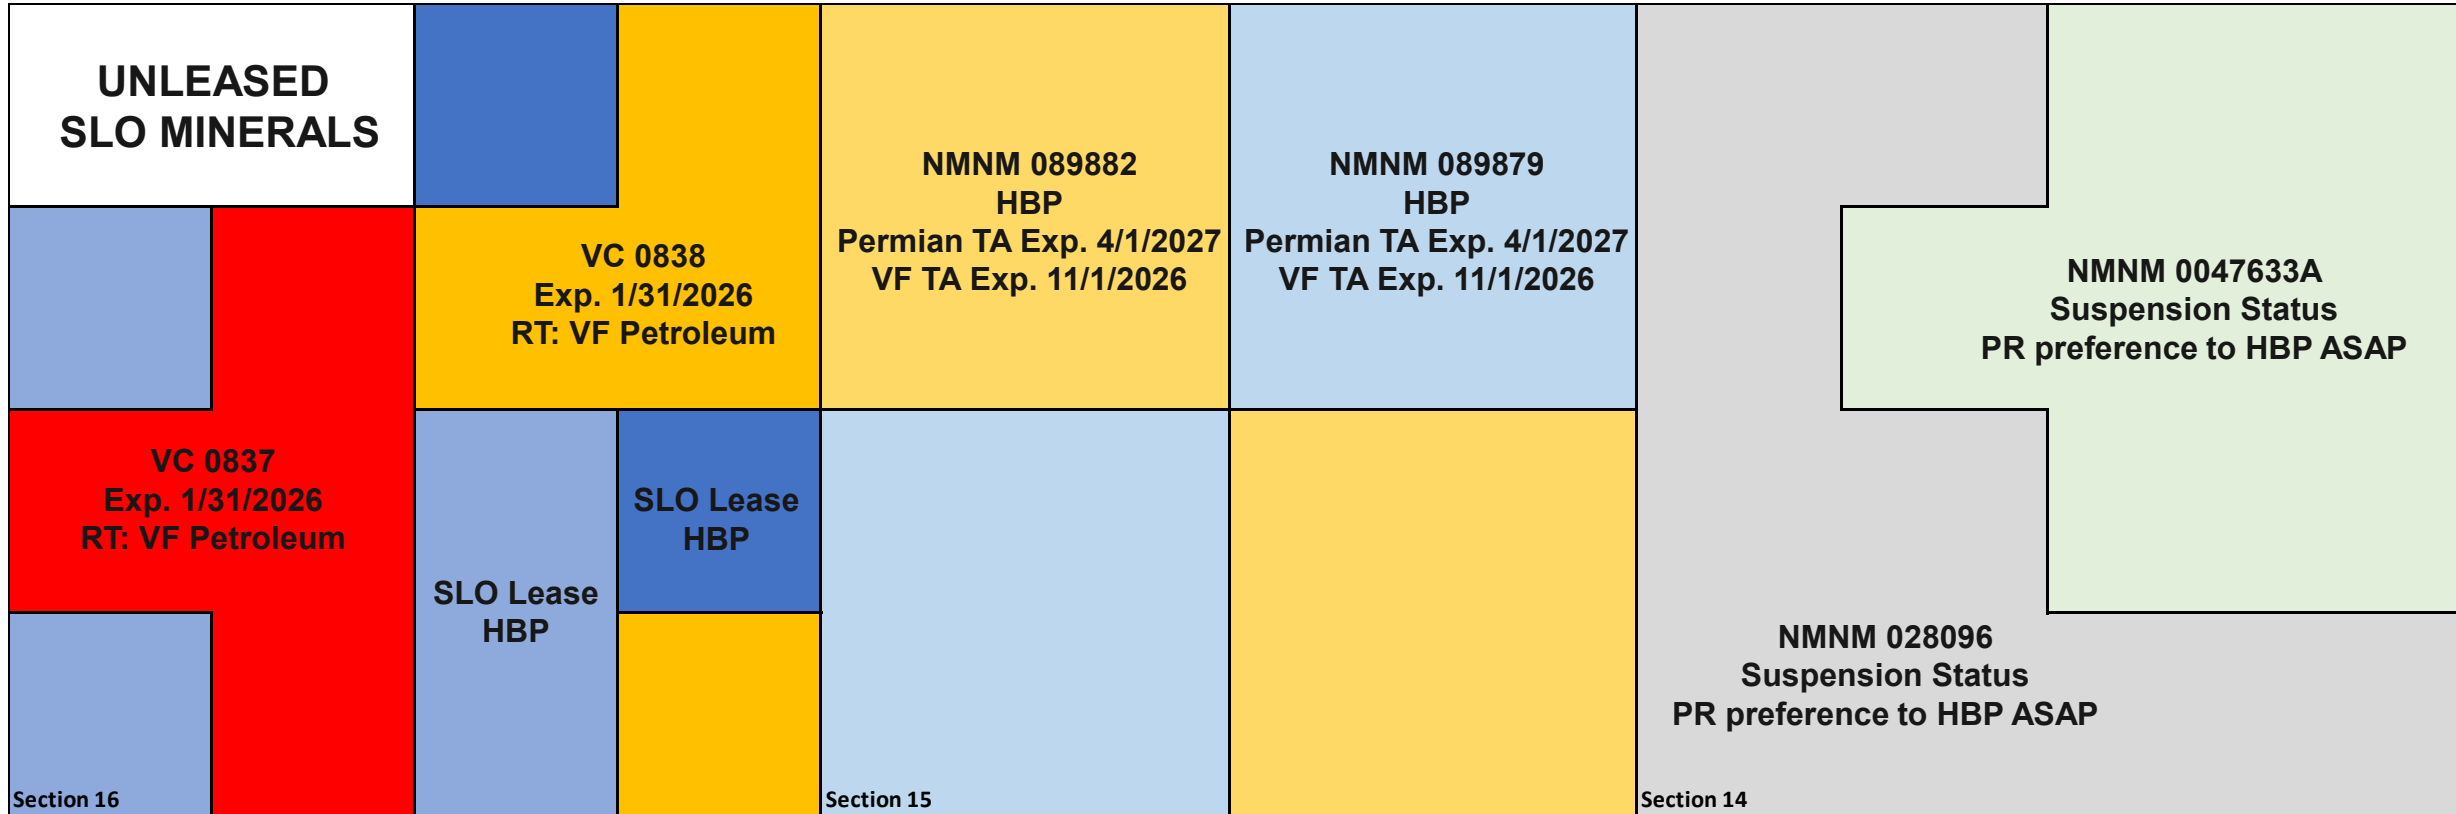 UNLEASED
SLO MINERALS
VC 0838
Exp. 1/31/2026
RT: VF Petroleum
NMNM 089882
HBP
Permian TA Exp. 4/1/2027
VF TA Exp. 11/1/2026
NMNM 089879
HBP
Permian TA Exp. 4/1/2027
VF TA Exp. 11/1/2026
NMNM 0047633A
Suspension Status
PR preference to HBP ASAP
VC 0837
Exp. 1/31/2026
RT: VF Petroleum
SLO Lease
HBP
SLO Lease
HBP
NMNM 028096
Suspension Status
PR preference to HBP ASAP
Section 16
Section 15
Section 14